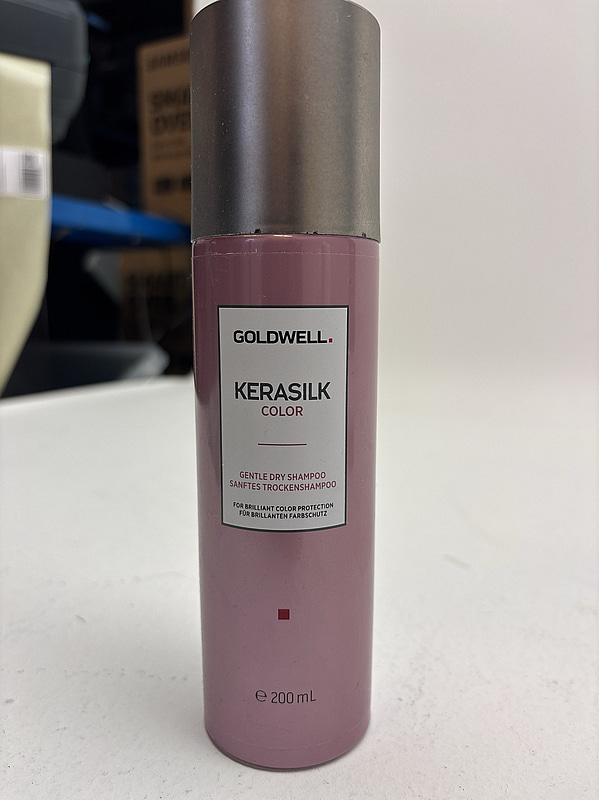 GOLDWELL.
KERASILK
COLOR
GENTLE DRY SHAMPOO
SANFTES TROCKENSHAMPOO
FOR BRILLIANT COLOR PROTECTION
FÜR BRILLANTEN FARBSCHUTZ
℮ 200 mL